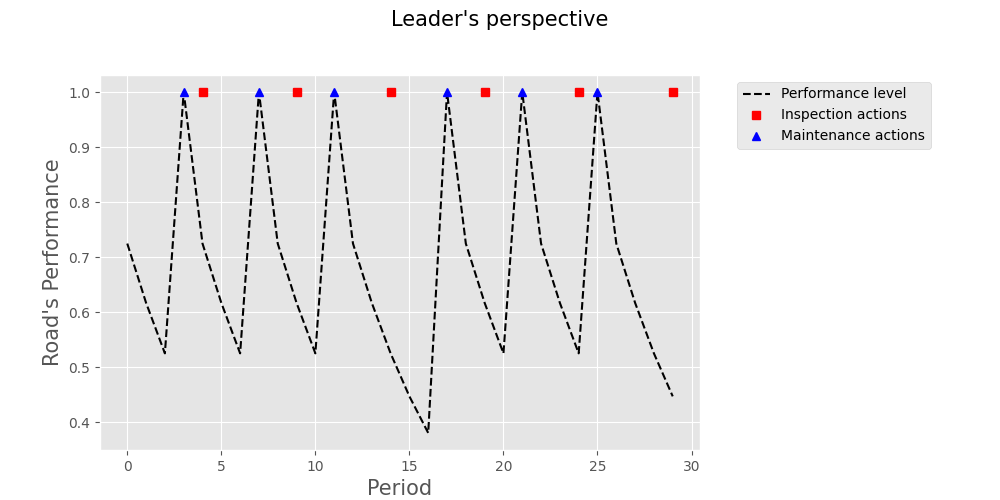 Leader's perspective
Performance level
Inspection actions
Maintenance actions
Road's Performance
1.0
0.9
0.8
0.7
0.6
0.5
0.4
0 5 10 15 20 25 30
Period